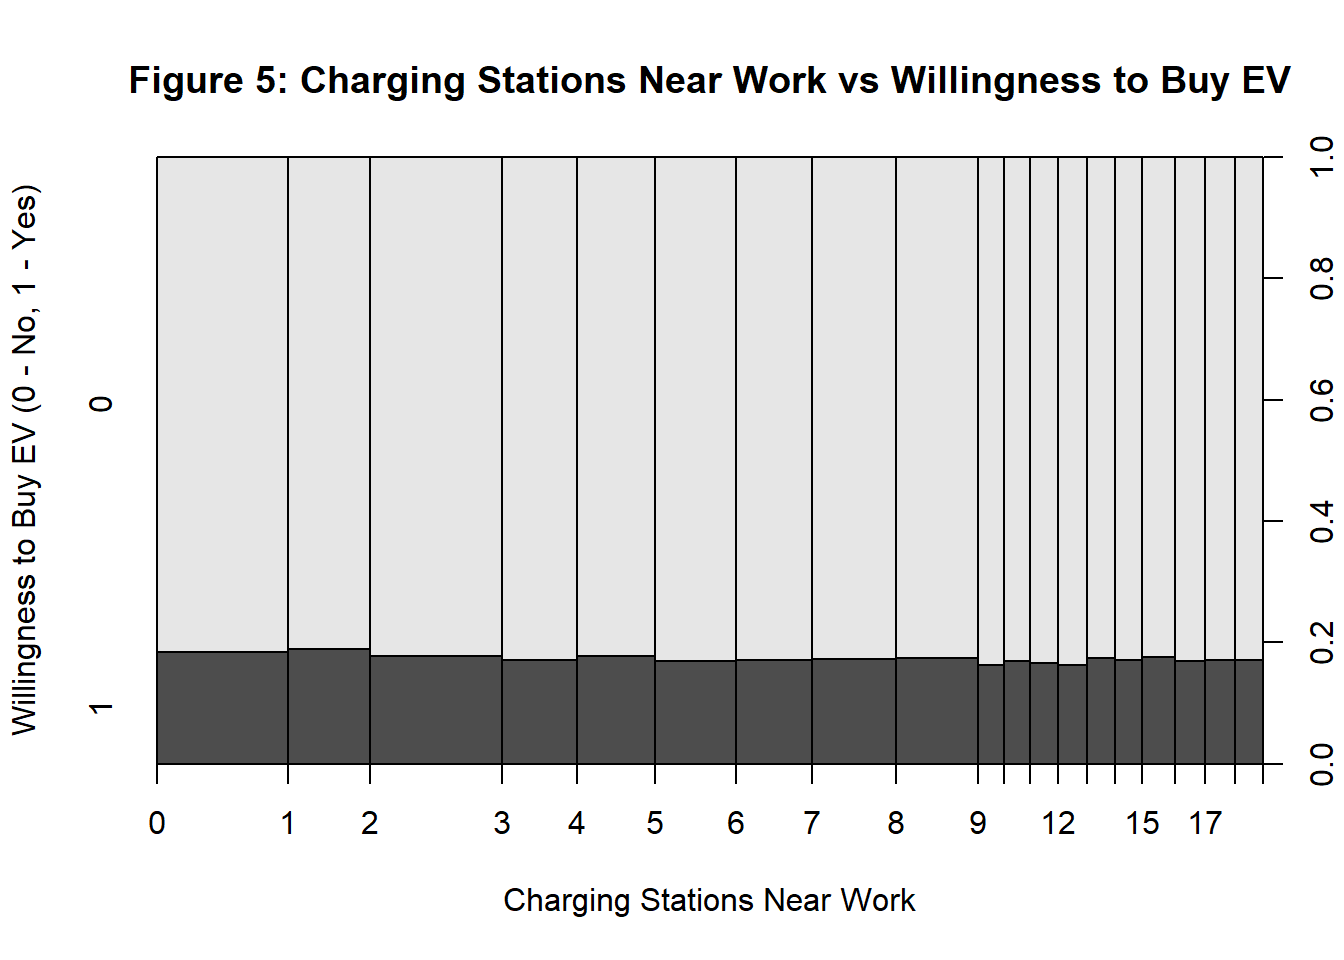 Figure 5: Charging Stations Near Work vs Willingness to Buy EV
Willingness to Buy EV (0 - No, 1 - Yes)
0
1
1.0
0.8
0.6
0.4
0.2
0.0
0 1 2 3 4 5 6 7 8 9 12 15 17
Charging Stations Near Work